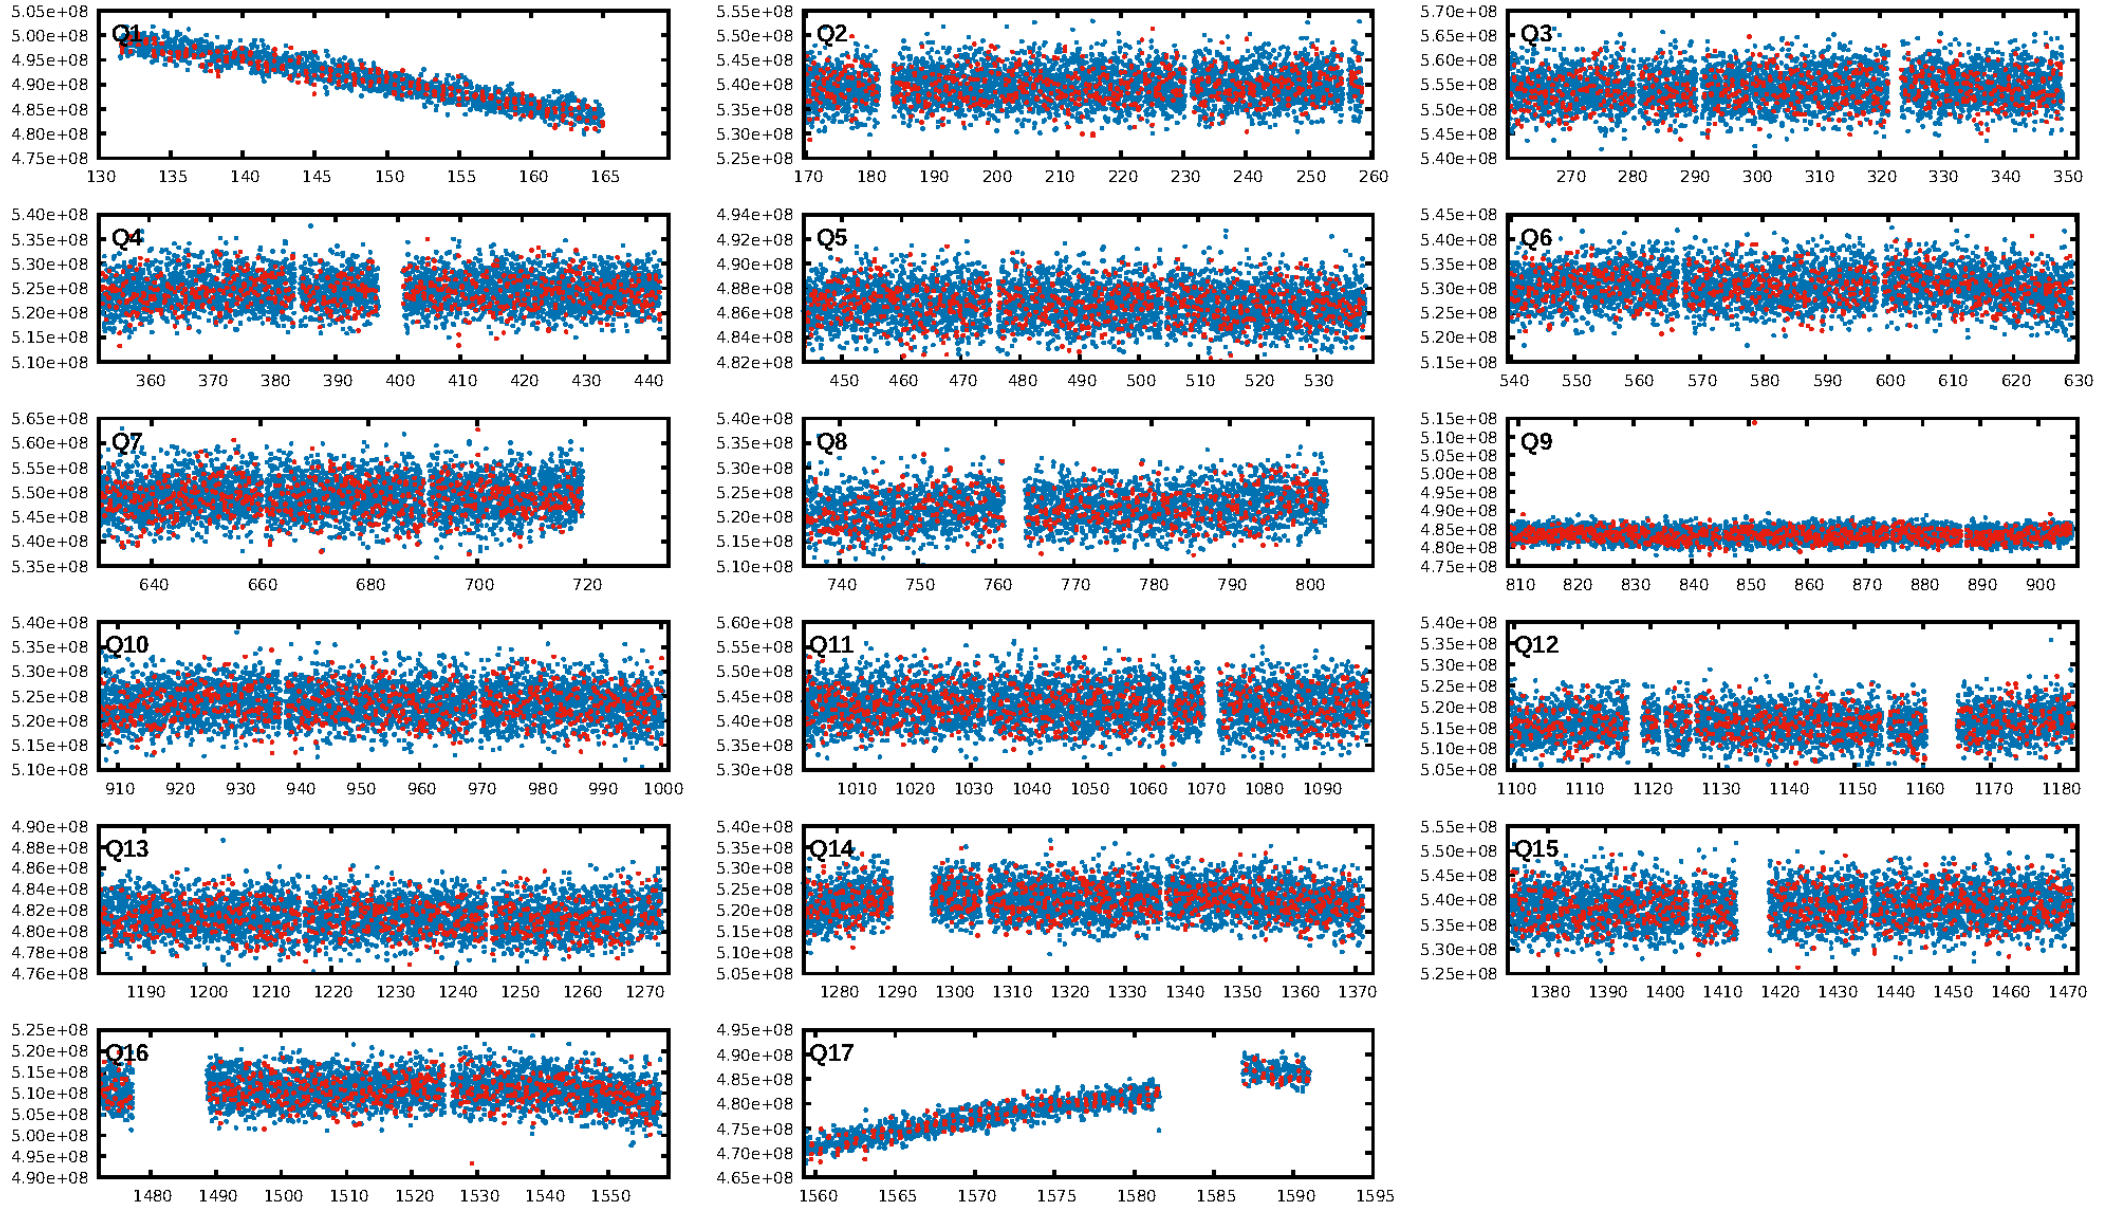 5.05e+08 5.00e+08 4.95e+08 4.90e+08 4.85e+08 4.80e+08 4.75e+08
Q1
130 135 140 145 150 155 160 165
5.55e+08 5.50e+08 5.45e+08 5.40e+08 5.35e+08 5.30e+08 5.25e+08
Q2
170 180 190 200 210 220 230 240 250 260
5.70e+08 5.65e+08 5.60e+08 5.55e+08 5.50e+08 5.45e+08 5.40e+08
Q3
270 280 290 300 310 320 330 340 350
5.40e+08 5.35e+08 5.30e+08 5.25e+08 5.20e+08 5.15e+08 5.10e+08
Q4
360 370 380 390 400 410 420 430 440
4.94e+08 4.92e+08 4.90e+08 4.88e+08 4.86e+08 4.84e+08 4.82e+08
Q5
450 460 470 480 490 500 510 520 530
5.45e+08 5.40e+08 5.35e+08 5.30e+08 5.25e+08 5.20e+08 5.15e+08
Q6
540 550 560 570 580 590 600 610 620 630
5.65e+08 5.60e+08 5.55e+08 5.50e+08 5.45e+08 5.40e+08 5.35e+08
Q7
640 660 680 700 720
5.40e+08 5.35e+08 5.30e+08 5.25e+08 5.20e+08 5.15e+08 5.10e+08
Q8
740 750 760 770 780 790 800
5.15e+08 5.10e+08 5.05e+08 5.00e+08 4.95e+08 4.90e+08 4.85e+08 4.80e+08 4.75e+08
Q9
810 820 830 840 850 860 870 880 890 900
5.40e+08 5.35e+08 5.30e+08 5.25e+08 5.20e+08 5.15e+08 5.10e+08
Q10
910 920 930 940 950 960 970 980 990 1000
5.60e+08 5.55e+08 5.50e+08 5.45e+08 5.40e+08 5.35e+08 5.30e+08
Q11
1010 1020 1030 1040 1050 1060 1070 1080 1090
5.40e+08 5.35e+08 5.30e+08 5.25e+08 5.20e+08 5.15e+08 5.10e+08 5.05e+08
Q12
1100 1110 1120 1130 1140 1150 1160 1170 1180
4.90e+08 4.88e+08 4.86e+08 4.84e+08 4.82e+08 4.80e+08 4.78e+08 4.76e+08
Q13
1190 1200 1210 1220 1230 1240 1250 1260 1270
5.40e+08 5.35e+08 5.30e+08 5.25e+08 5.20e+08 5.15e+08 5.10e+08 5.05e+08
Q14
1280 1290 1300 1310 1320 1330 1340 1350 1360 1370
5.55e+08 5.50e+08 5.45e+08 5.40e+08 5.35e+08 5.30e+08 5.25e+08
Q15
1380 1390 1400 1410 1420 1430 1440 1450 1460 1470
5.25e+08 5.20e+08 5.15e+08 5.10e+08 5.05e+08 5.00e+08 4.95e+08 4.90e+08
Q16
1480 1490 1500 1510 1520 1530 1540 1550
4.95e+08 4.90e+08 4.85e+08 4.80e+08 4.75e+08 4.70e+08 4.65e+08
Q17
1560 1565 1570 1575 1580 1585 1590 1595